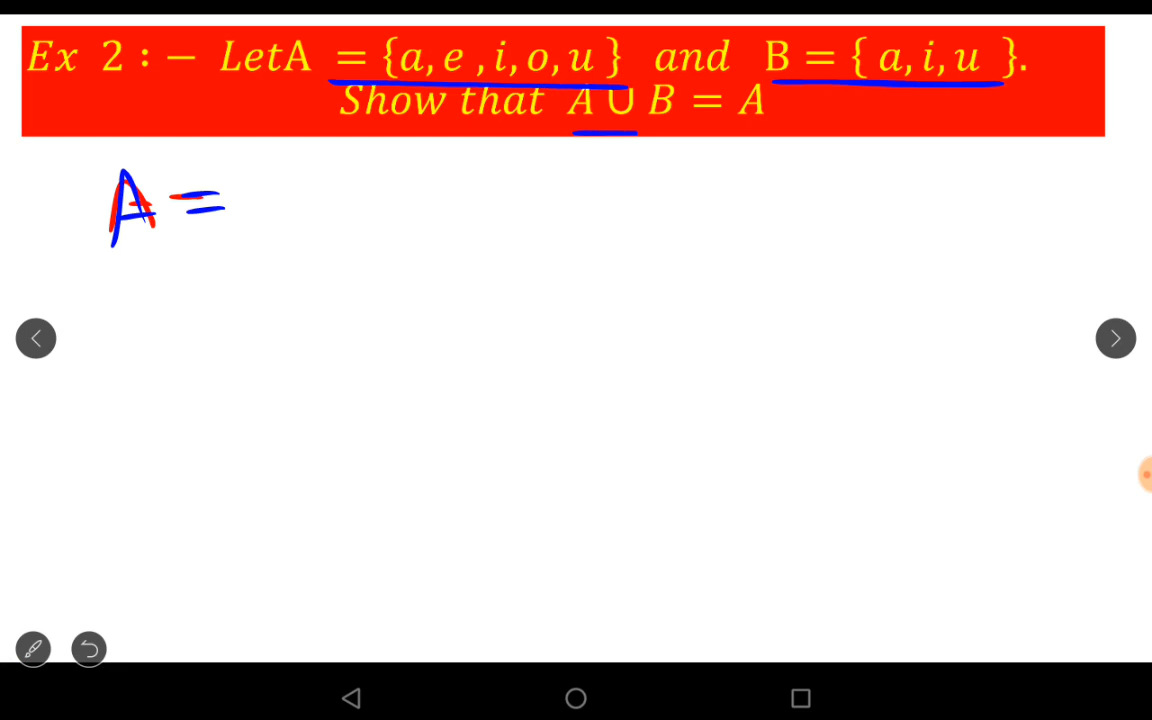 Ex 2 : − LetA = {a, e , i, o, u } and B = { a, i, u }.
Show that A ∪ B = A
A =